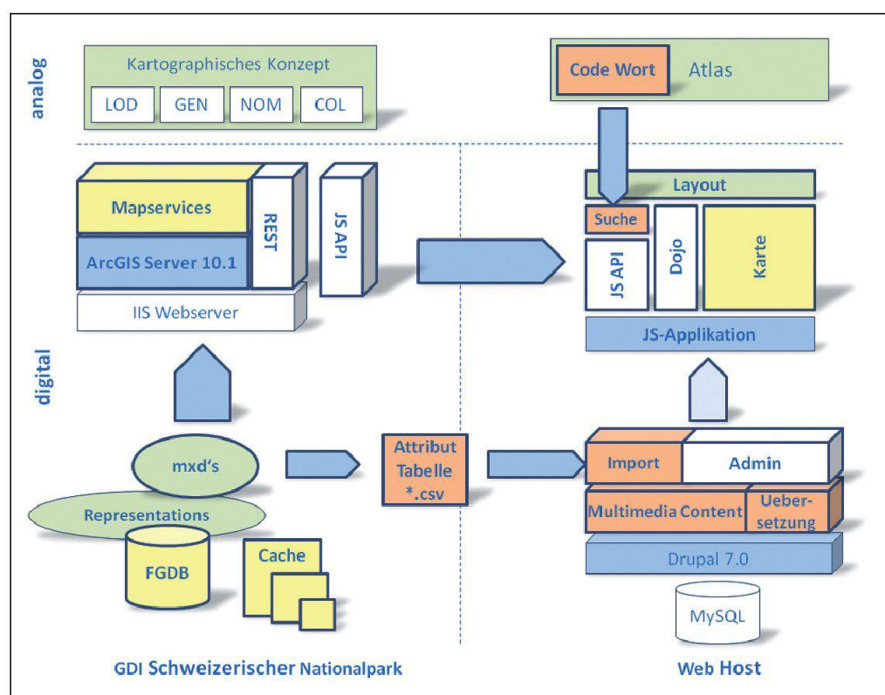 analog
Kartographisches Konzept
LOD
GEN
NOM
COL
Code Wort
Atlas
digital
Mapservices
ArcGIS Server 10.1
REST
JS API
IIS Webserver
Layout
Suche
JS API
Dojo
Karte
JS-Applikation
mxd's
Representations
FGDB
Cache
Attribut
Tabelle
*.csv
Import
Admin
Multimedia Content
Ueber-
setzung
Drupal 7.0
MySQL
GDI Schweizerischer Nationalpark
Web Host